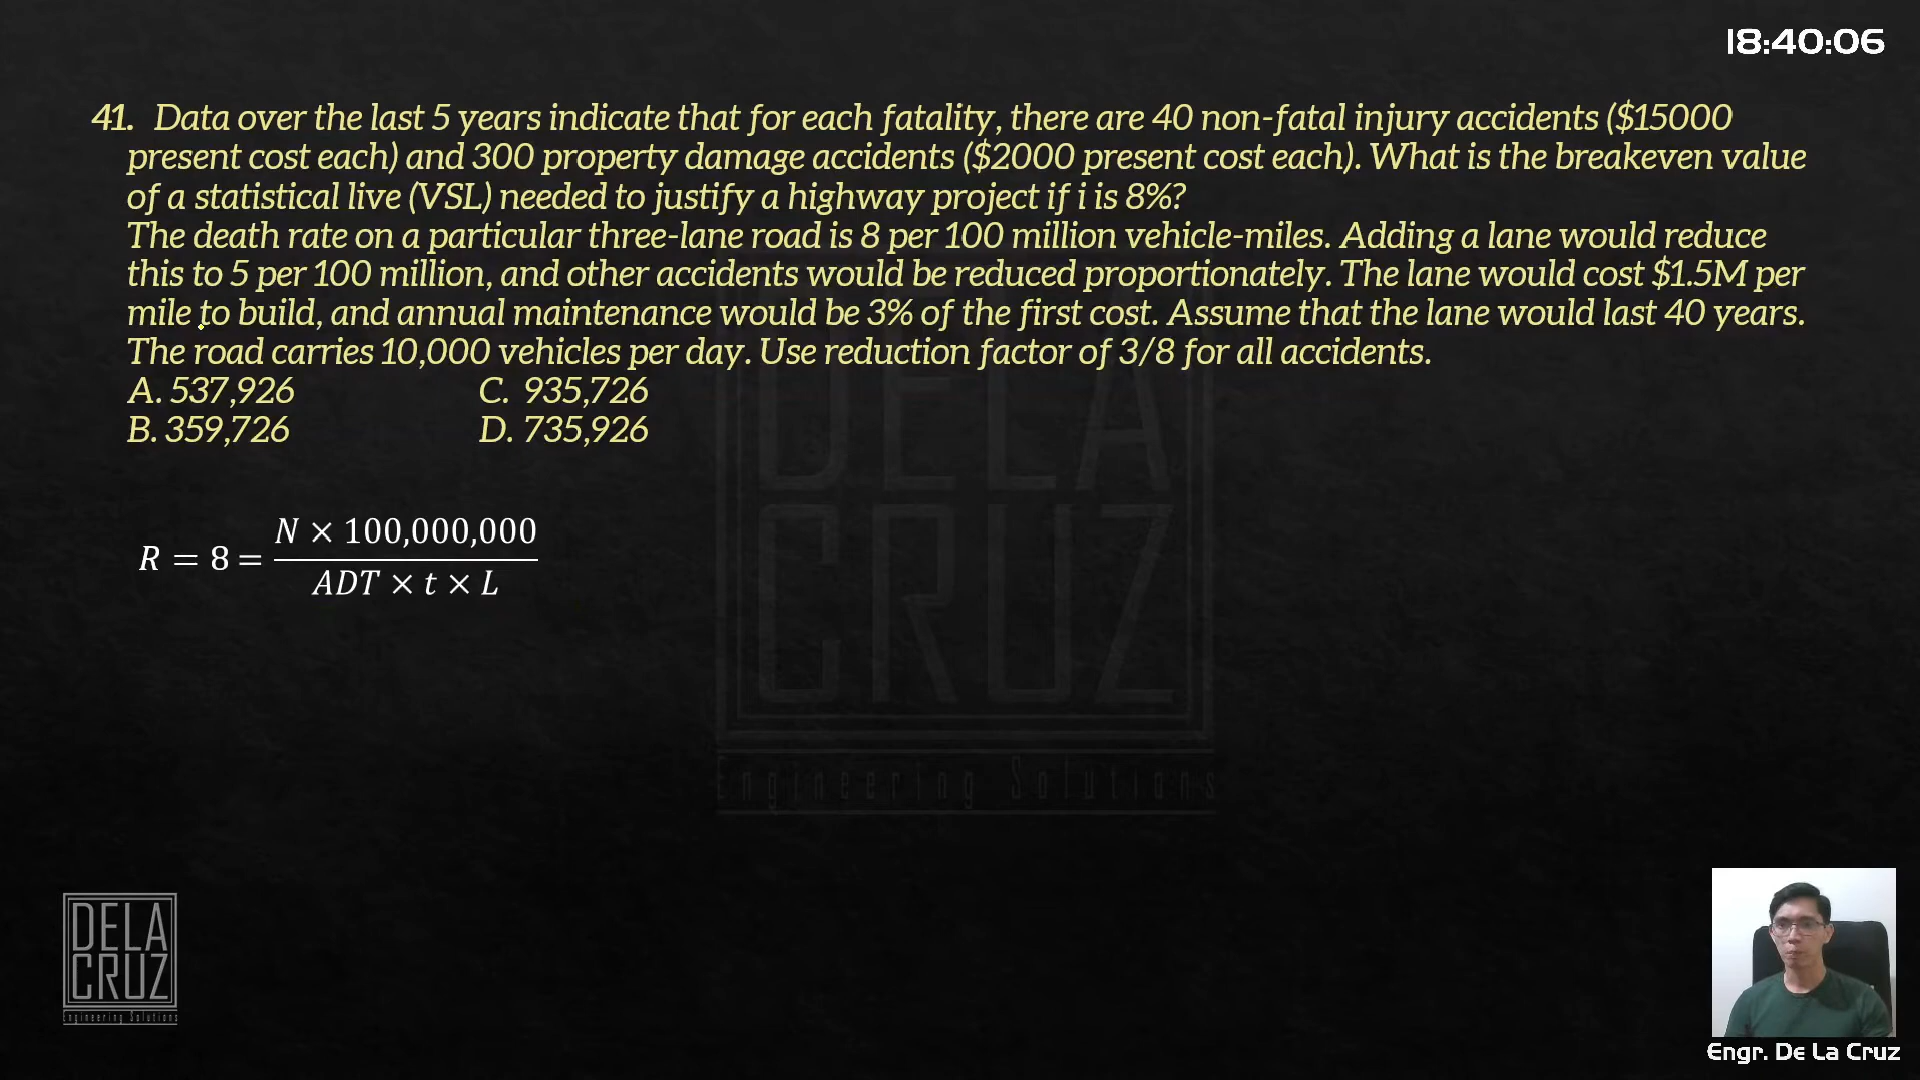 18:40:06
41. Data over the last 5 years indicate that for each fatality, there are 40 non-fatal injury accidents ($15000
present cost each) and 300 property damage accidents ($2000 present cost each). What is the breakeven value
of a statistical live (VSL) needed to justify a highway project if i is 8%?
The death rate on a particular three-lane road is 8 per 100 million vehicle-miles. Adding a lane would reduce
this to 5 per 100 million, and other accidents would be reduced proportionately. The lane would cost $1.5M per
mile to build, and annual maintenance would be 3% of the first cost. Assume that the lane would last 40 years.
The road carries 10,000 vehicles per day. Use reduction factor of 3/8 for all accidents.
A. 537,926 C. 935,726
B. 359,726 D. 735,926
R = 8 = \frac{N × 100,000,000}{ADT × t × L}
DELA
CRUZ
Engineering Solutions
DELA
CRUZ
Engineering Solutions
Engr. De La Cruz